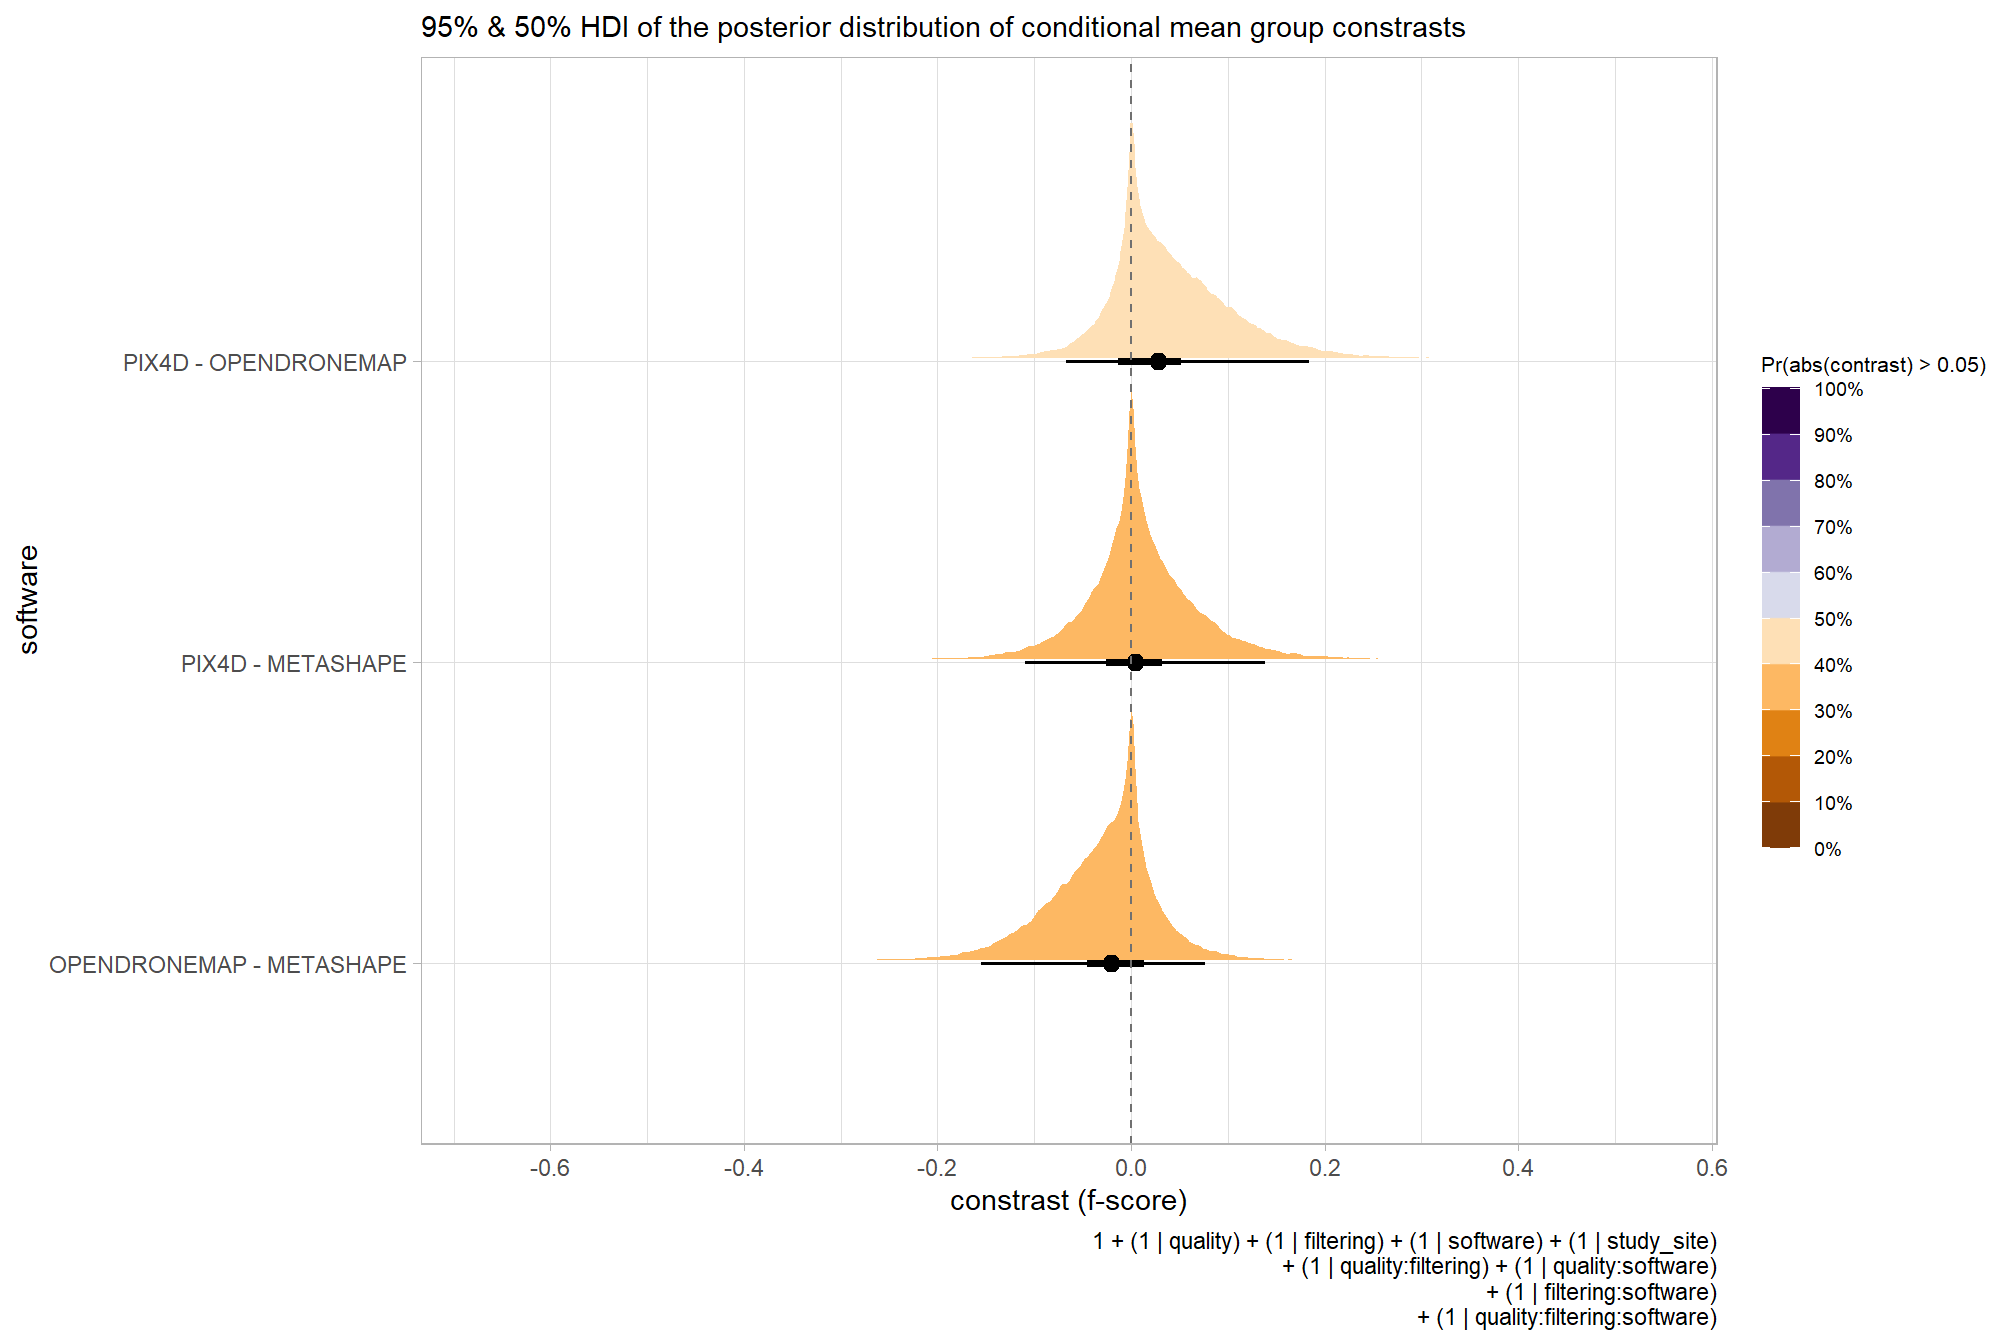 95% & 50% HDI of the posterior distribution of conditional mean group constrasts
software
PIX4D - OPENDRONEMAP
PIX4D - METASHAPE
OPENDRONEMAP - METASHAPE
-0.6
-0.4
-0.2
0.0
0.2
0.4
0.6
constrast (f-score)
Pr(abs(contrast) > 0.05)
100%
90%
80%
70%
60%
50%
40%
30%
20%
10%
0%
1 + (1 | quality) + (1 | filtering) + (1 | software) + (1 | study_site)
+ (1 | quality:filtering) + (1 | quality:software)
+ (1 | filtering:software)
+ (1 | quality:filtering:software)